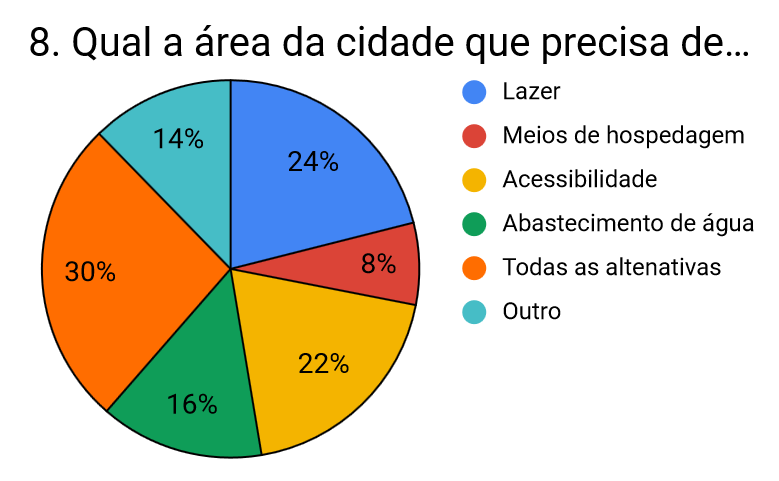 8. Qual a área da cidade que precisa de...
Lazer
Meios de hospedagem
Acessibilidade
Abastecimento de água
Todas as altenativas
Outro
14%
24%
8%
30%
22%
16%